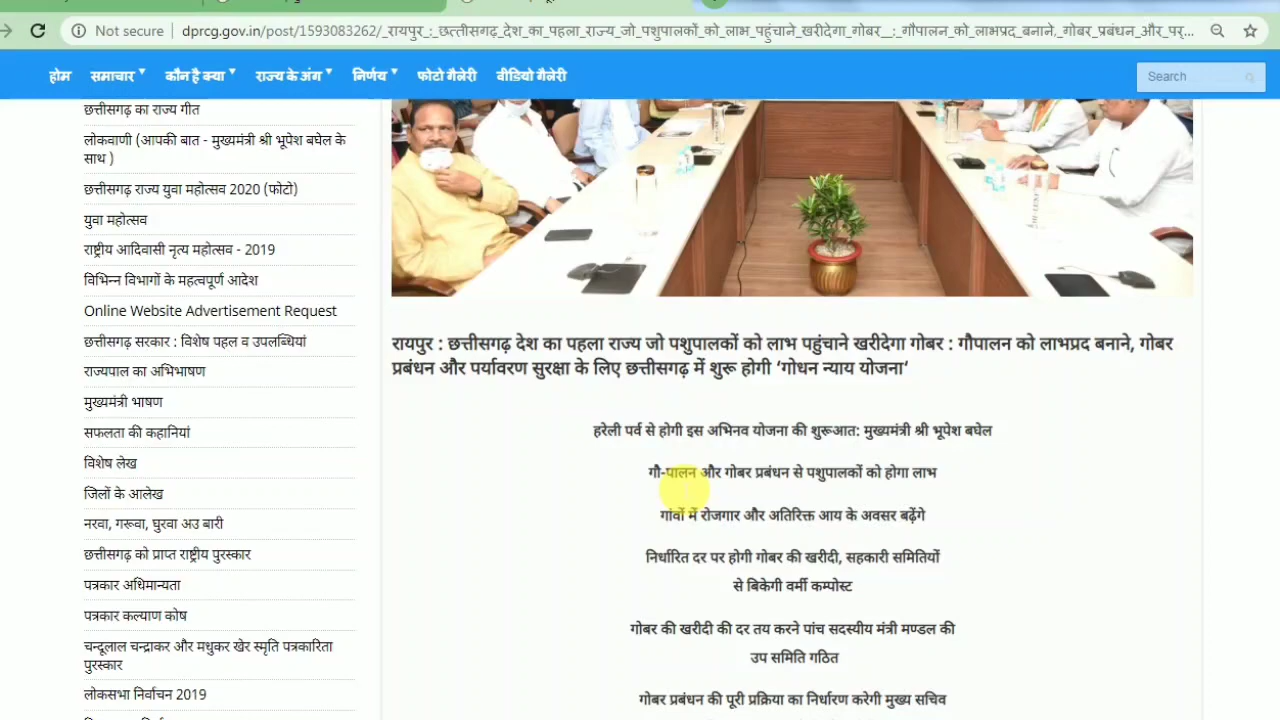 Not secure
dprcg.gov.in/post/1593083262/_रायपुर_:_छत्तीसगढ़_देश_का_पहला_राज्य_जो_पशुपालकों_को_लाभ_पहुंचाने_खरीदेगा_गोबर__:_गौपालन_को_लाभप्रद_बनाने,_गोबर_प्रबंधन_और_पर्...
होम समाचार कौन है क्या राज्य के अंग निर्णय फोटो गैलेरी वीडियो गैलेरी
Search
छत्तीसगढ़ का राज्य गीत
लोकवाणी (आपकी बात - मुख्यमंत्री श्री भूपेश बघेल के
साथ )
छत्तीसगढ़ राज्य युवा महोत्सव 2020 (फोटो)
युवा महोत्सव
राष्ट्रीय आदिवासी नृत्य महोत्सव - 2019
विभिन्न विभागों के महत्वपूर्ण आदेश
Online Website Advertisement Request
छत्तीसगढ़ सरकार : विशेष पहल व उपलब्धियां
राज्यपाल का अभिभाषण
मुख्यमंत्री भाषण
सफलता की कहानियां
विशेष लेख
जिलों के आलेख
नरवा, गरूवा, घुरवा अउ बारी
छत्तीसगढ़ को प्राप्त राष्ट्रीय पुरस्कार
पत्रकार अधिमान्यता
पत्रकार कल्याण कोष
चन्दूलाल चन्द्राकर और मधुकर खेर स्मृति पत्रकारिता
पुरस्कार
लोकसभा निर्वाचन 2019
रायपुर : छत्तीसगढ़ देश का पहला राज्य जो पशुपालकों को लाभ पहुंचाने खरीदेगा गोबर : गौपालन को लाभप्रद बनाने, गोबर
प्रबंधन और पर्यावरण सुरक्षा के लिए छत्तीसगढ़ में शुरू होगी ‘गोधन न्याय योजना‘
हरेली पर्व से होगी इस अभिनव योजना की शुरूआत: मुख्यमंत्री श्री भूपेश बघेल
गौ-पालन और गोबर प्रबंधन से पशुपालकों को होगा लाभ
गांवों में रोजगार और अतिरिक्त आय के अवसर बढ़ेंगे
निर्धारित दर पर होगी गोबर की खरीदी, सहकारी समितियों
से बिकेगी वर्मी कम्पोस्ट
गोबर की खरीदी की दर तय करने पांच सदस्यीय मंत्री मण्डल की
उप समिति गठित
गोबर प्रबंधन की पूरी प्रक्रिया का निर्धारण करेगी मुख्य सचिव